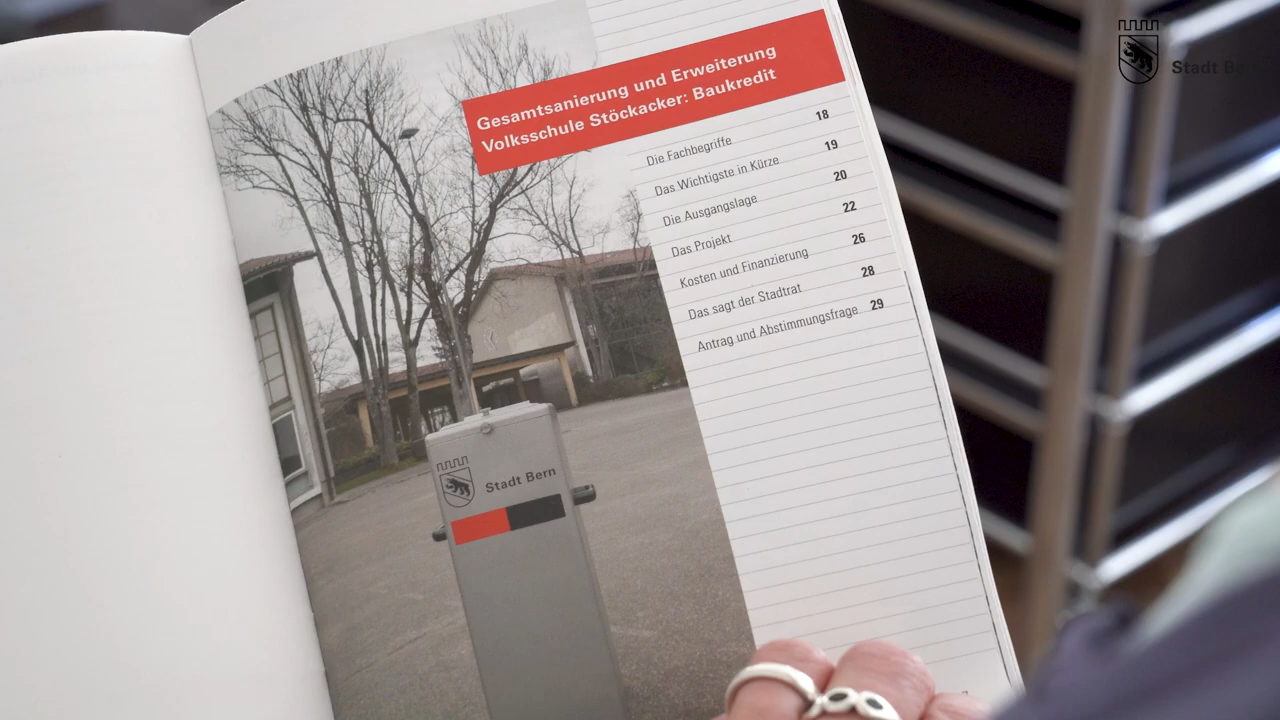 Gesamtsanierung und Erweiterung
Volksschule Stöckacker: Baukredit
Die Fachbegriffe 18
Das Wichtigste in Kürze 19
Die Ausgangslage 20
Das Projekt 22
Kosten und Finanzierung 26
Das sagt der Stadtrat 28
Antrag und Abstimmungsfrage 29
Stadt Bern
Stadt Bern